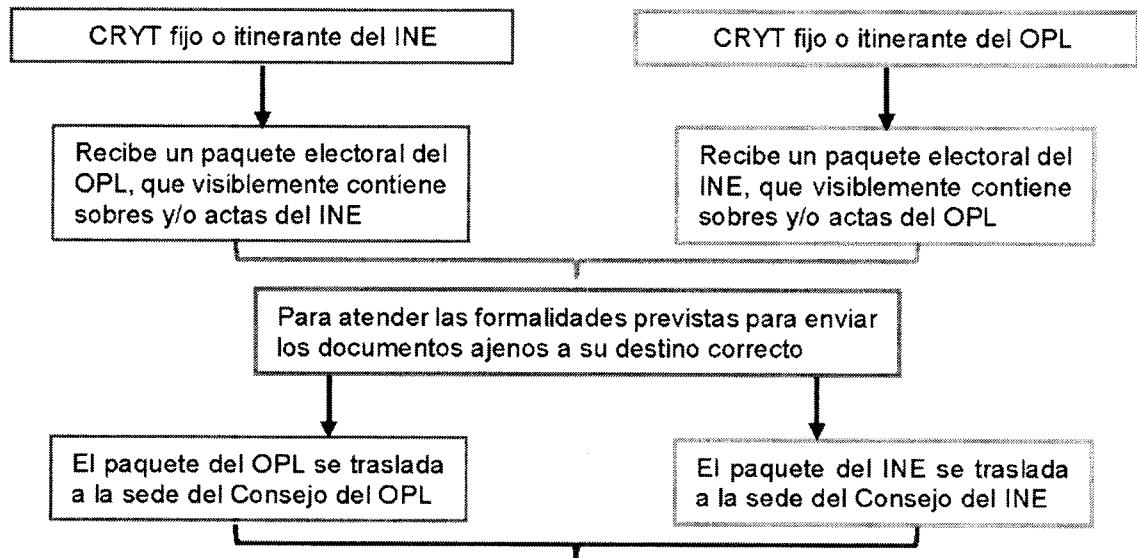 CRYT fijo o itinerante del INE
CRYT fijo o itinerante del OPL
Recibe un paquete electoral del
OPL, que visiblemente contiene
sobres y/o actas del INE
Recibe un paquete electoral del
INE, que visiblemente contiene
sobres y/o actas del OPL
Para atender las formalidades previstas para enviar
los documentos ajenos a su destino correcto
El paquete del OPL se traslada
a la sede del Consejo del OPL
El paquete del INE se traslada
a la sede del Consejo del INE